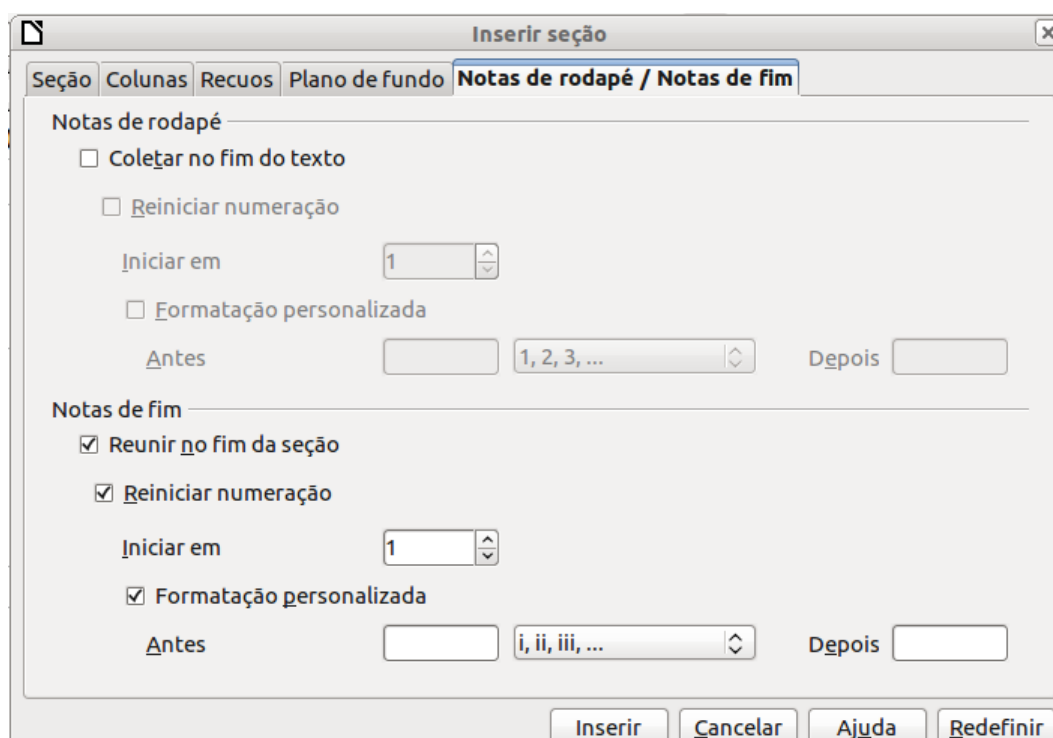 Inserir seção
Seção Colunas Recuos Plano de fundo Notas de rodapé / Notas de fim
Notas de rodapé
Coletar no fim do texto
Reiniciar numeração
Iniciar em 1
Formatação personalizada
Antes 1, 2, 3, ... Depois
Notas de fim
Reunir no fim da seção
Reiniciar numeração
Iniciar em 1
Formatação personalizada
Antes i, ii, iii, ... Depois
Inserir Cancelar Ajuda Redefinir